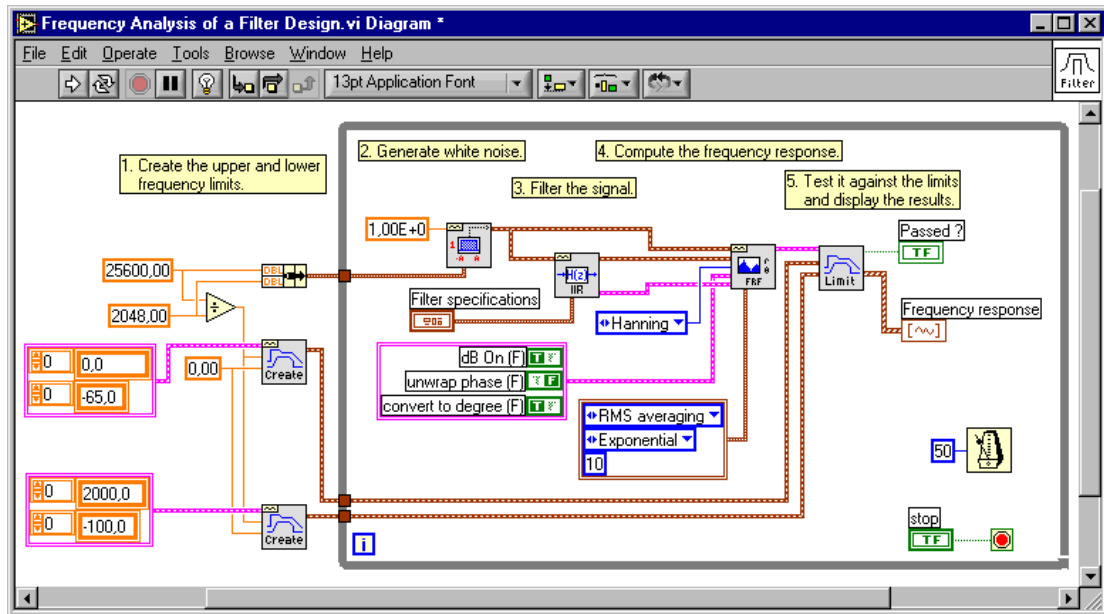 Frequency Analysis of a Filter Design.vi Diagram *
File Edit Operate Tools Browse Window Help
13pt Application Font
Filter
1. Create the upper and lower
frequency limits.
2. Generate white noise.
4. Compute the frequency response.
3. Filter the signal.
5. Test it against the limits
and display the results.
1,00E+0
1
-A A
Passed ?
TF
25600,00
DBL
DBL
H(z)
IIR
FRF
Limit
2048,00
÷
Filter specifications
Hanning
Frequency response
0 0,0
0 -65,0
0,00
Create
dB On (F) T
unwrap phase (F) F
convert to degree (F) T
RMS averaging
Exponential
10
50
0 2000,0
0 -100,0
Create
stop
TF
i